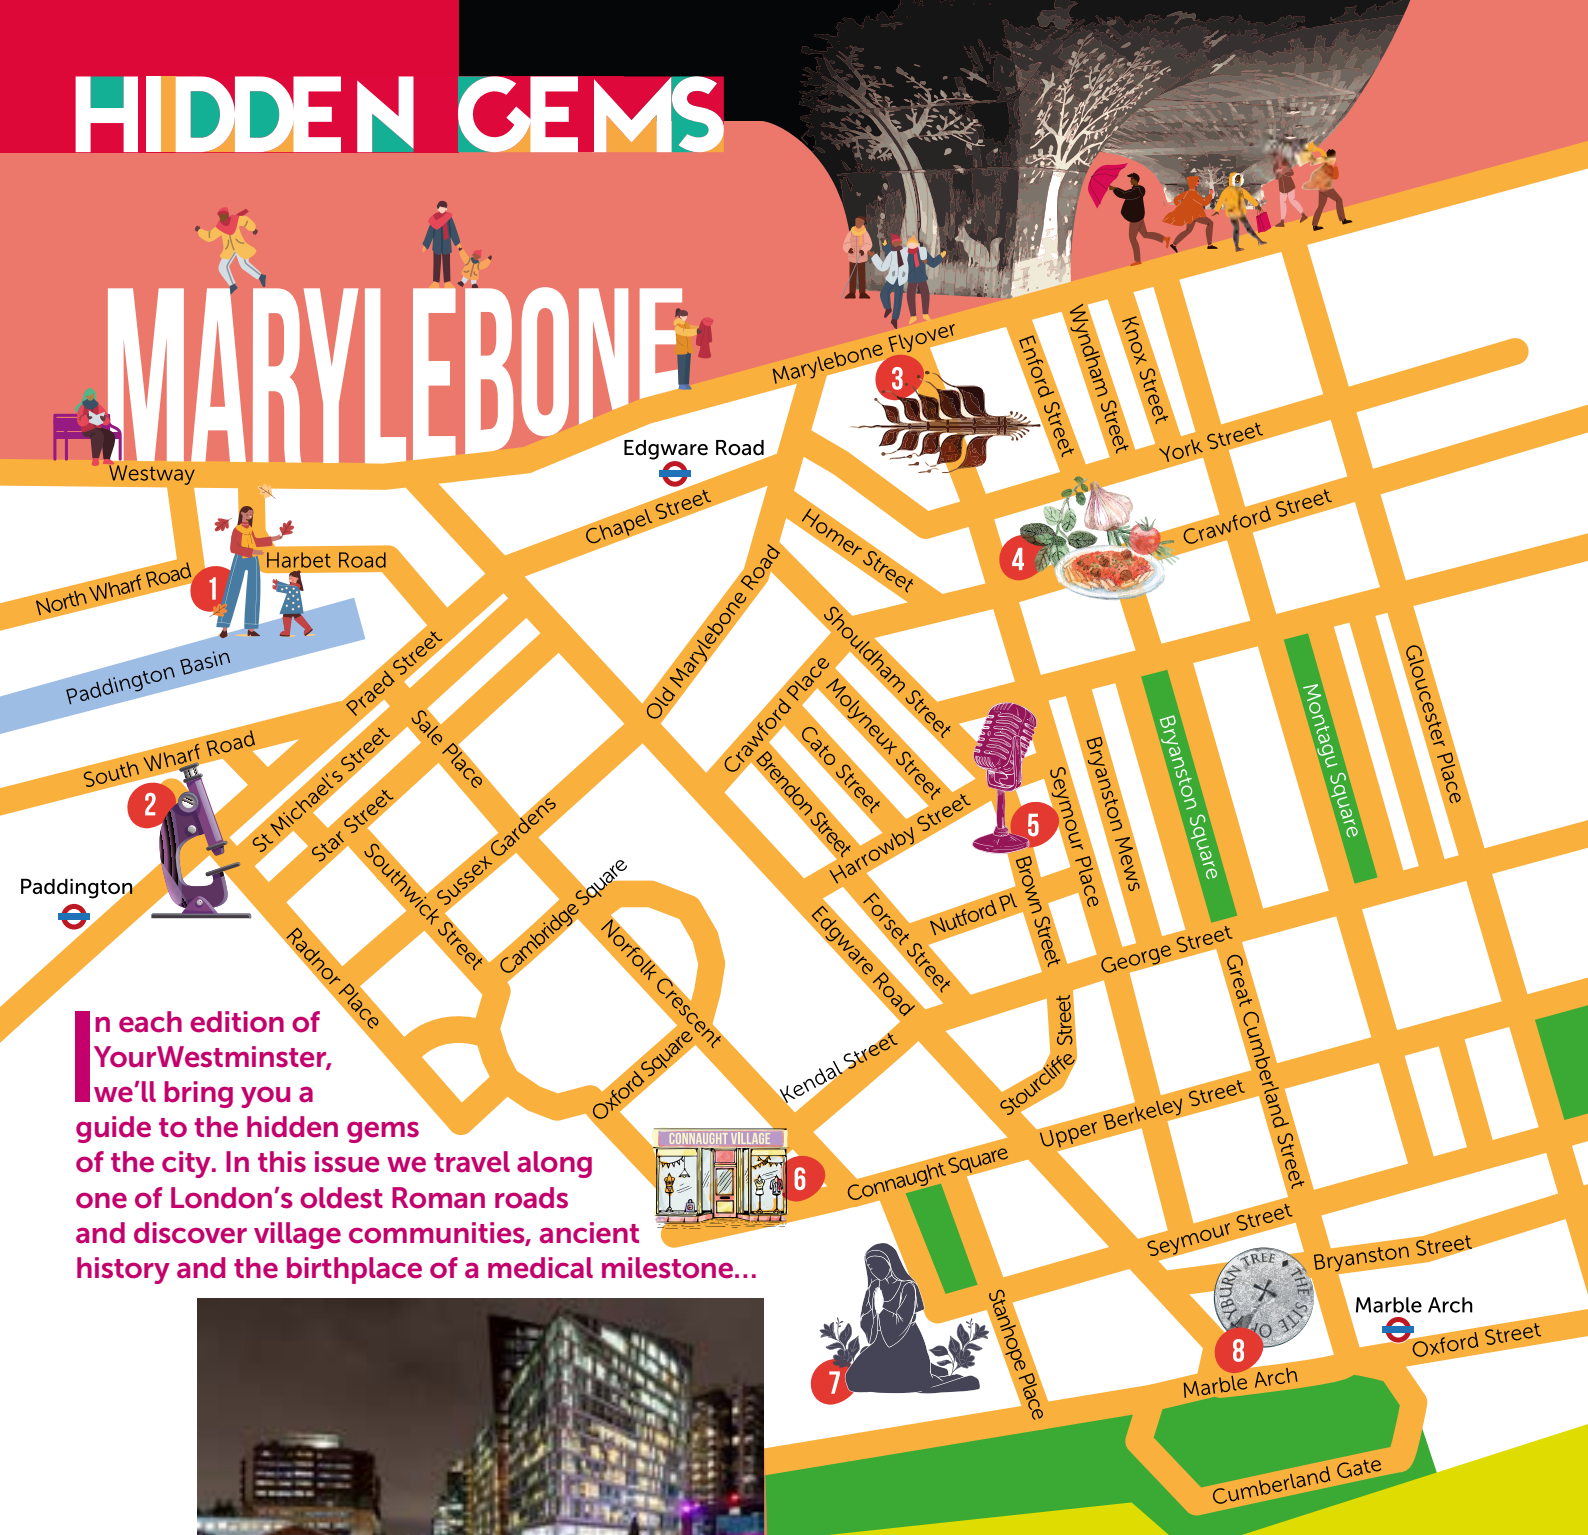 HIDDEN GEMS
MARYLEBONE
Westway
Marylebone Flyover
3
Enford Street
Wyndham Street
Knox Street
York Street
Edgware Road
Chapel Street
Crawford Street
Homer Street
4
North Wharf Road
1
Harbet Road
Paddington Basin
Praed Street
Old Marylebone Road
Shouldham Street
Crawford Place
Molyneux Street
Cato Street
Brendon Street
Harrowby Street
Gloucester Place
Montagu Square
Bryanston Square
Bryanston Mews
Seymour Place
5
Brown Street
South Wharf Road
2
St Michael's Street
Sale Place
Star Street
Sussex Gardens
Southwick Street
Paddington
Cambridge Square
Radnor Place
Norfolk Crescent
Edgware Road
Forset Street
Nutford Pl
George Street
Great Cumberland Street
Oxford Square
Kendal Street
Stourcliffe Street
Upper Berkeley Street
In each edition of
YourWestminster,
we'll bring you a
guide to the hidden gems
of the city. In this issue we travel along
one of London's oldest Roman roads
and discover village communities, ancient
history and the birthplace of a medical milestone...
CONNAUGHT VILLAGE
6
Connaught Square
Seymour Street
Bryanston Street
THE SITE OF TYBURN TREE
Marble Arch
Oxford Street
8
Stanhope Place
7
Marble Arch
Cumberland Gate